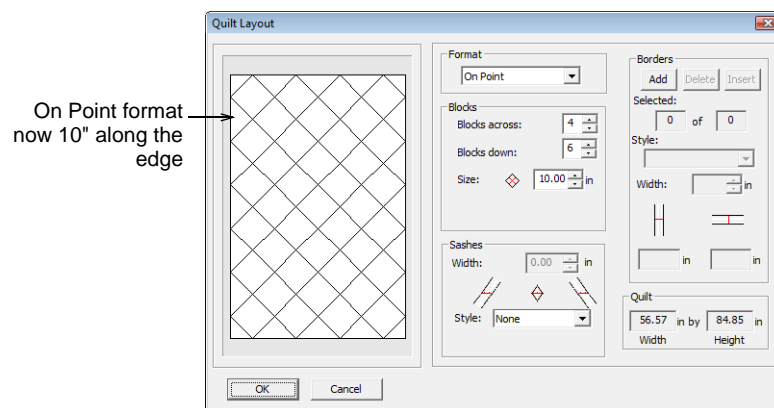 Quilt Layout
On Point format
now 10" along the
edge
Format
On Point
Blocks
Blocks across:
4
Blocks down:
6
Size:
10.00
in
Sashes
Width:
0.00
in
Style:
None
Borders
Add
Delete
Insert
Selected:
0
of
0
Style:
Width:
in
in
in
Quilt
56.57
in by
84.85
in
Width
Height
OK
Cancel